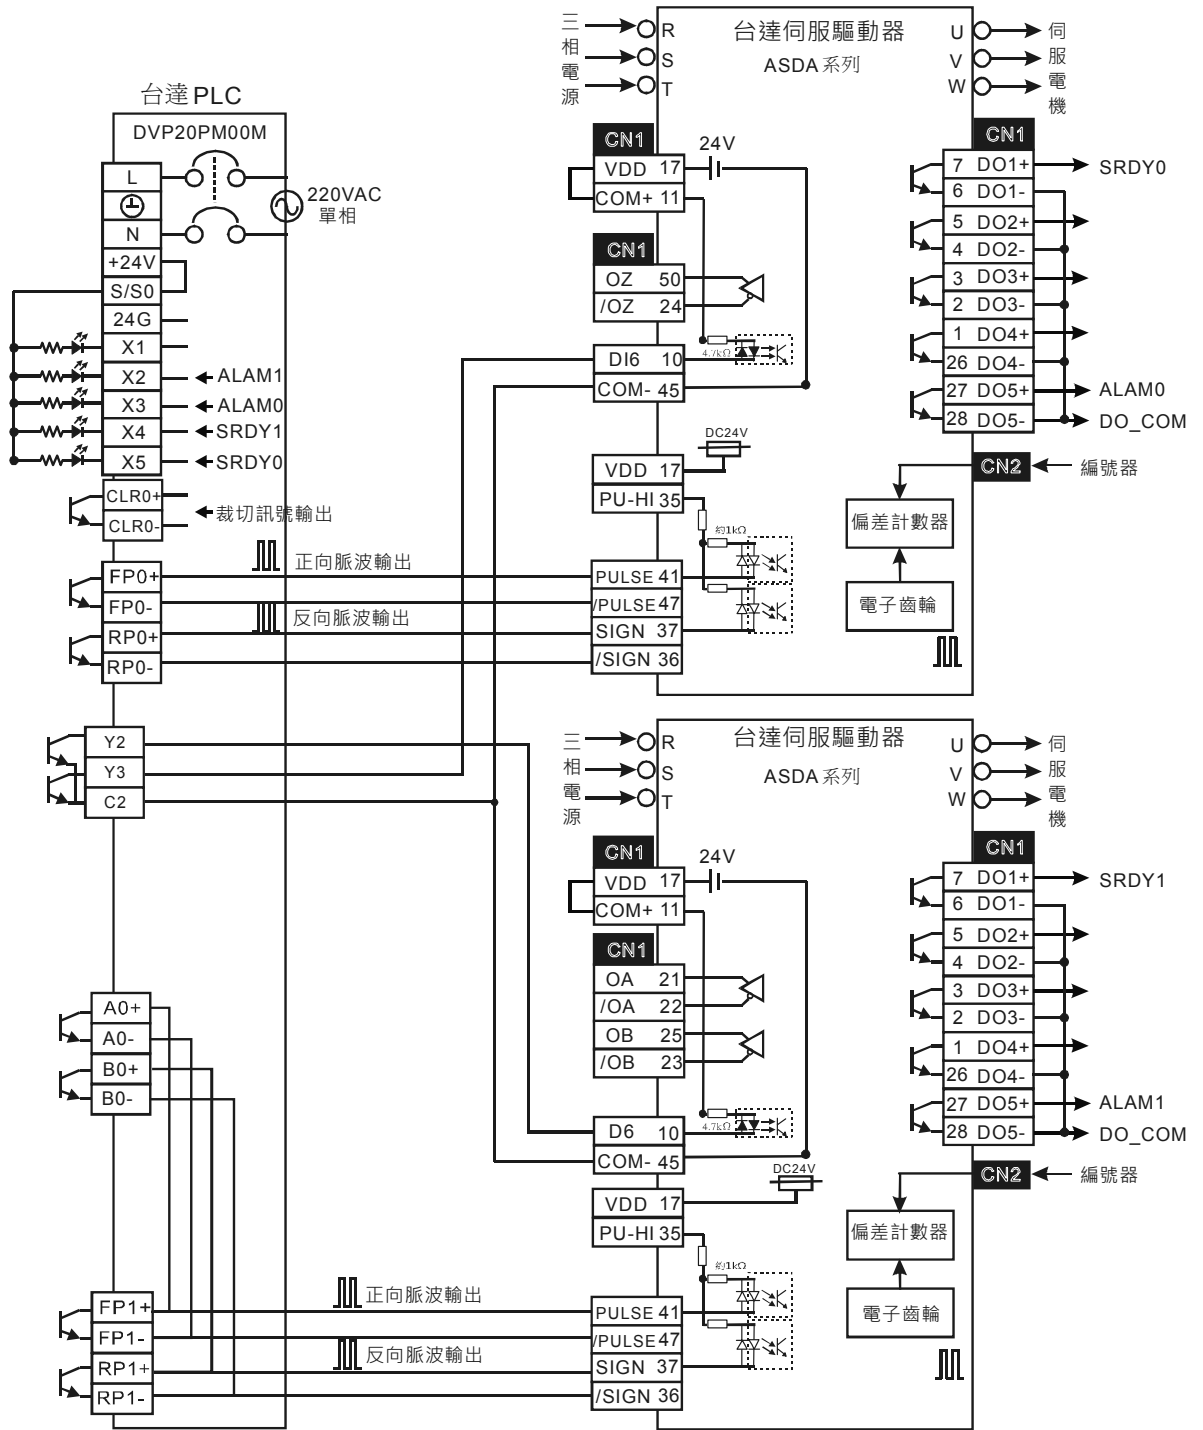 台達PLC
DVP20PM00M
L
N
+24V
S/S0
24G
X1
X2
X3
X4
X5
220VAC
單相
ALAM1
ALAM0
SRDY1
SRDY0
CLR0+
CLR0-
裁切訊號輸出
FP0+
FP0-
RP0+
RP0-
正向脈波輸出
反向脈波輸出
Y2
Y3
C2
A0+
A0-
B0+
B0-
FP1+
FP1-
RP1+
RP1-
正向脈波輸出
反向脈波輸出
三相電源
R
S
T
台達伺服驅動器
ASDA系列
U
V
W
伺服電機
CN1
VDD 17
COM+ 11
24V
CN1
OZ 50
/OZ 24
4.7kΩ
DI6 10
COM- 45
DC24V
VDD 17
PU-HI 35
約1kΩ
PULSE 41
/PULSE 47
SIGN 37
/SIGN 36
CN1
7 DO1+ SRDY0
6 DO1-
5 DO2+
4 DO2-
3 DO3+
2 DO3-
1 DO4+
26 DO4-
27 DO5+ ALAM0
28 DO5- DO_COM
CN2 編號器
偏差計數器
電子齒輪
三相電源
R
S
T
台達伺服驅動器
ASDA系列
U
V
W
伺服電機
CN1
VDD 17
COM+ 11
24V
CN1
OA 21
/OA 22
OB 25
/OB 23
4.7kΩ
D6 10
COM- 45
DC24V
VDD 17
PU-HI 35
約1kΩ
PULSE 41
/PULSE 47
SIGN 37
/SIGN 36
CN1
7 DO1+ SRDY1
6 DO1-
5 DO2+
4 DO2-
3 DO3+
2 DO3-
1 DO4+
26 DO4-
27 DO5+ ALAM1
28 DO5- DO_COM
CN2 編號器
偏差計數器
電子齒輪